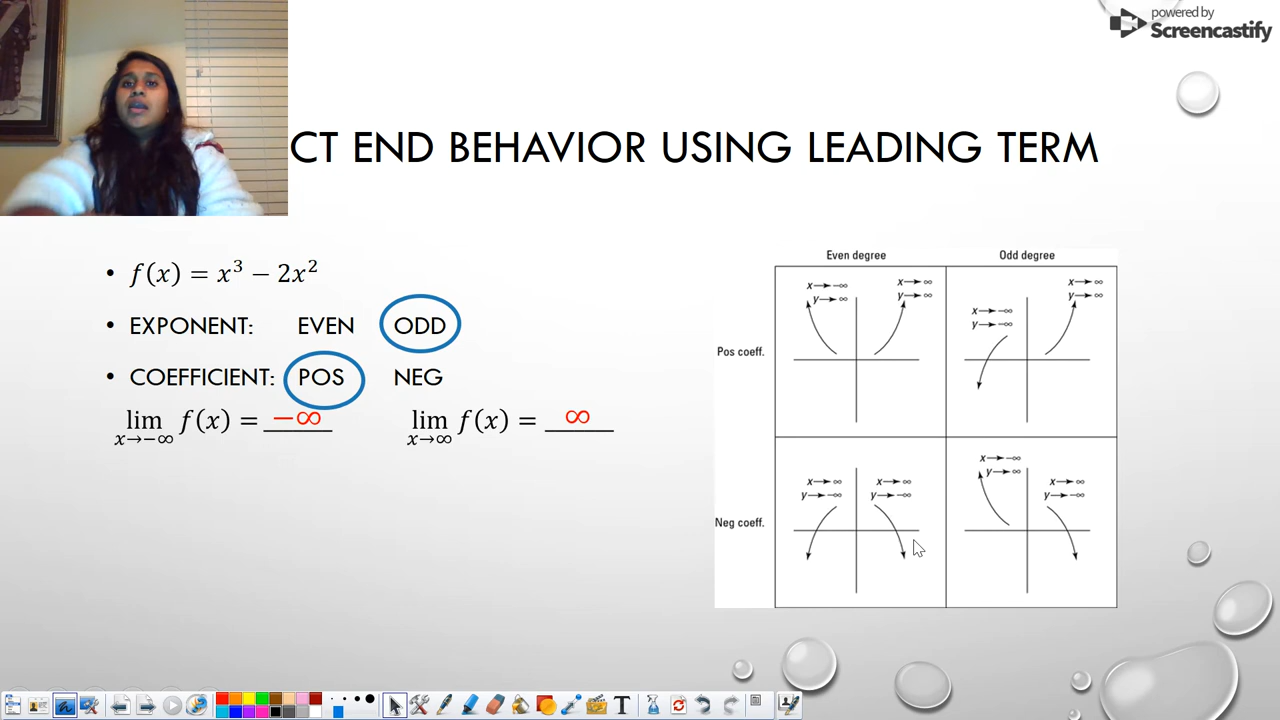 powered by
Screencastify
CT END BEHAVIOR USING LEADING TERM
• f(x) = x³ − 2x²
• EXPONENT: EVEN ODD
• COEFFICIENT: POS NEG
lim x→−∞ f(x) = −∞ lim x→∞ f(x) = ∞
Even degree Odd degree
Pos coeff.
x→−∞
y→∞
x→∞
y→∞
x→−∞
y→−∞
x→∞
y→∞
Neg coeff.
x→∞
y→−∞
x→∞
y→−∞
x→−∞
y→∞
x→∞
y→−∞
T